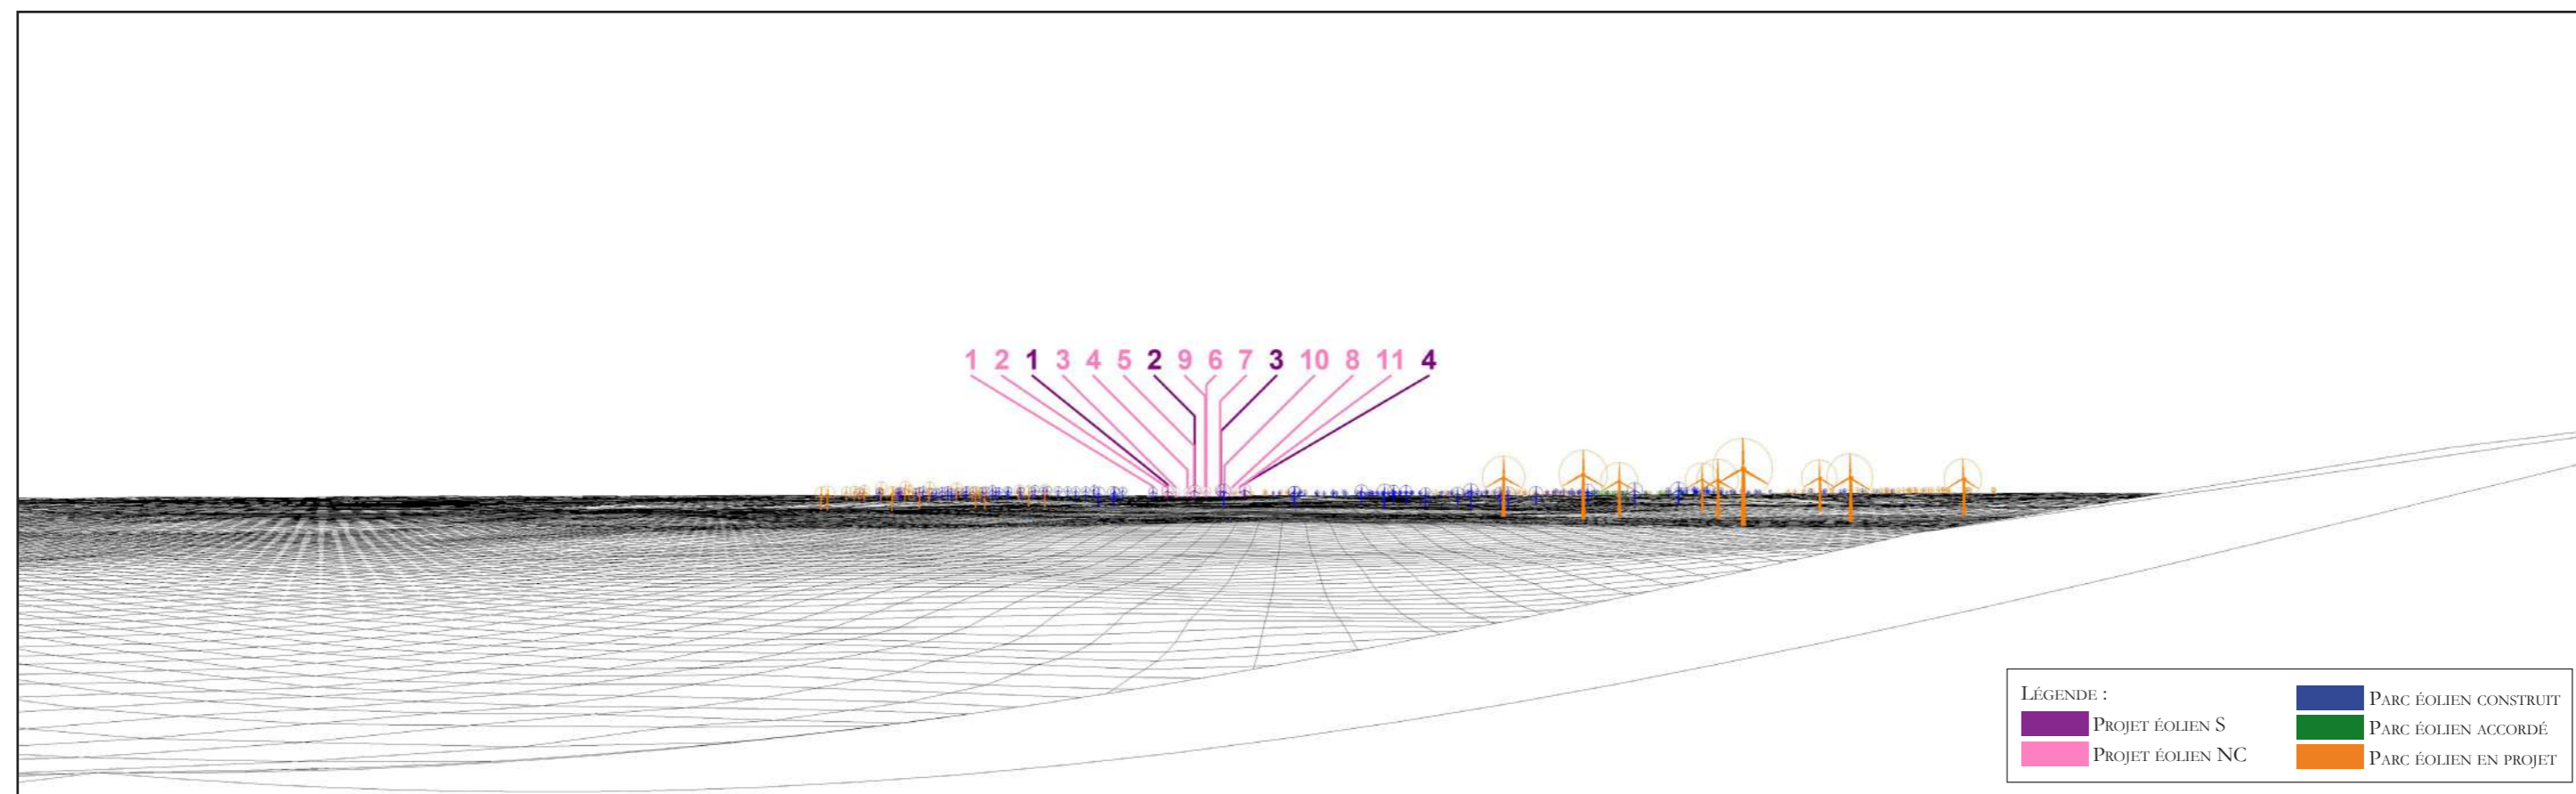 1 2 1 3 4 5 2 9 6 7 3 10 8 11 4
LÉGENDE :
PROJET ÉOLIEN S
PROJET ÉOLIEN NC
PARC ÉOLIEN CONSTRUIT
PARC ÉOLIEN ACCORDÉ
PARC ÉOLIEN EN PROJET